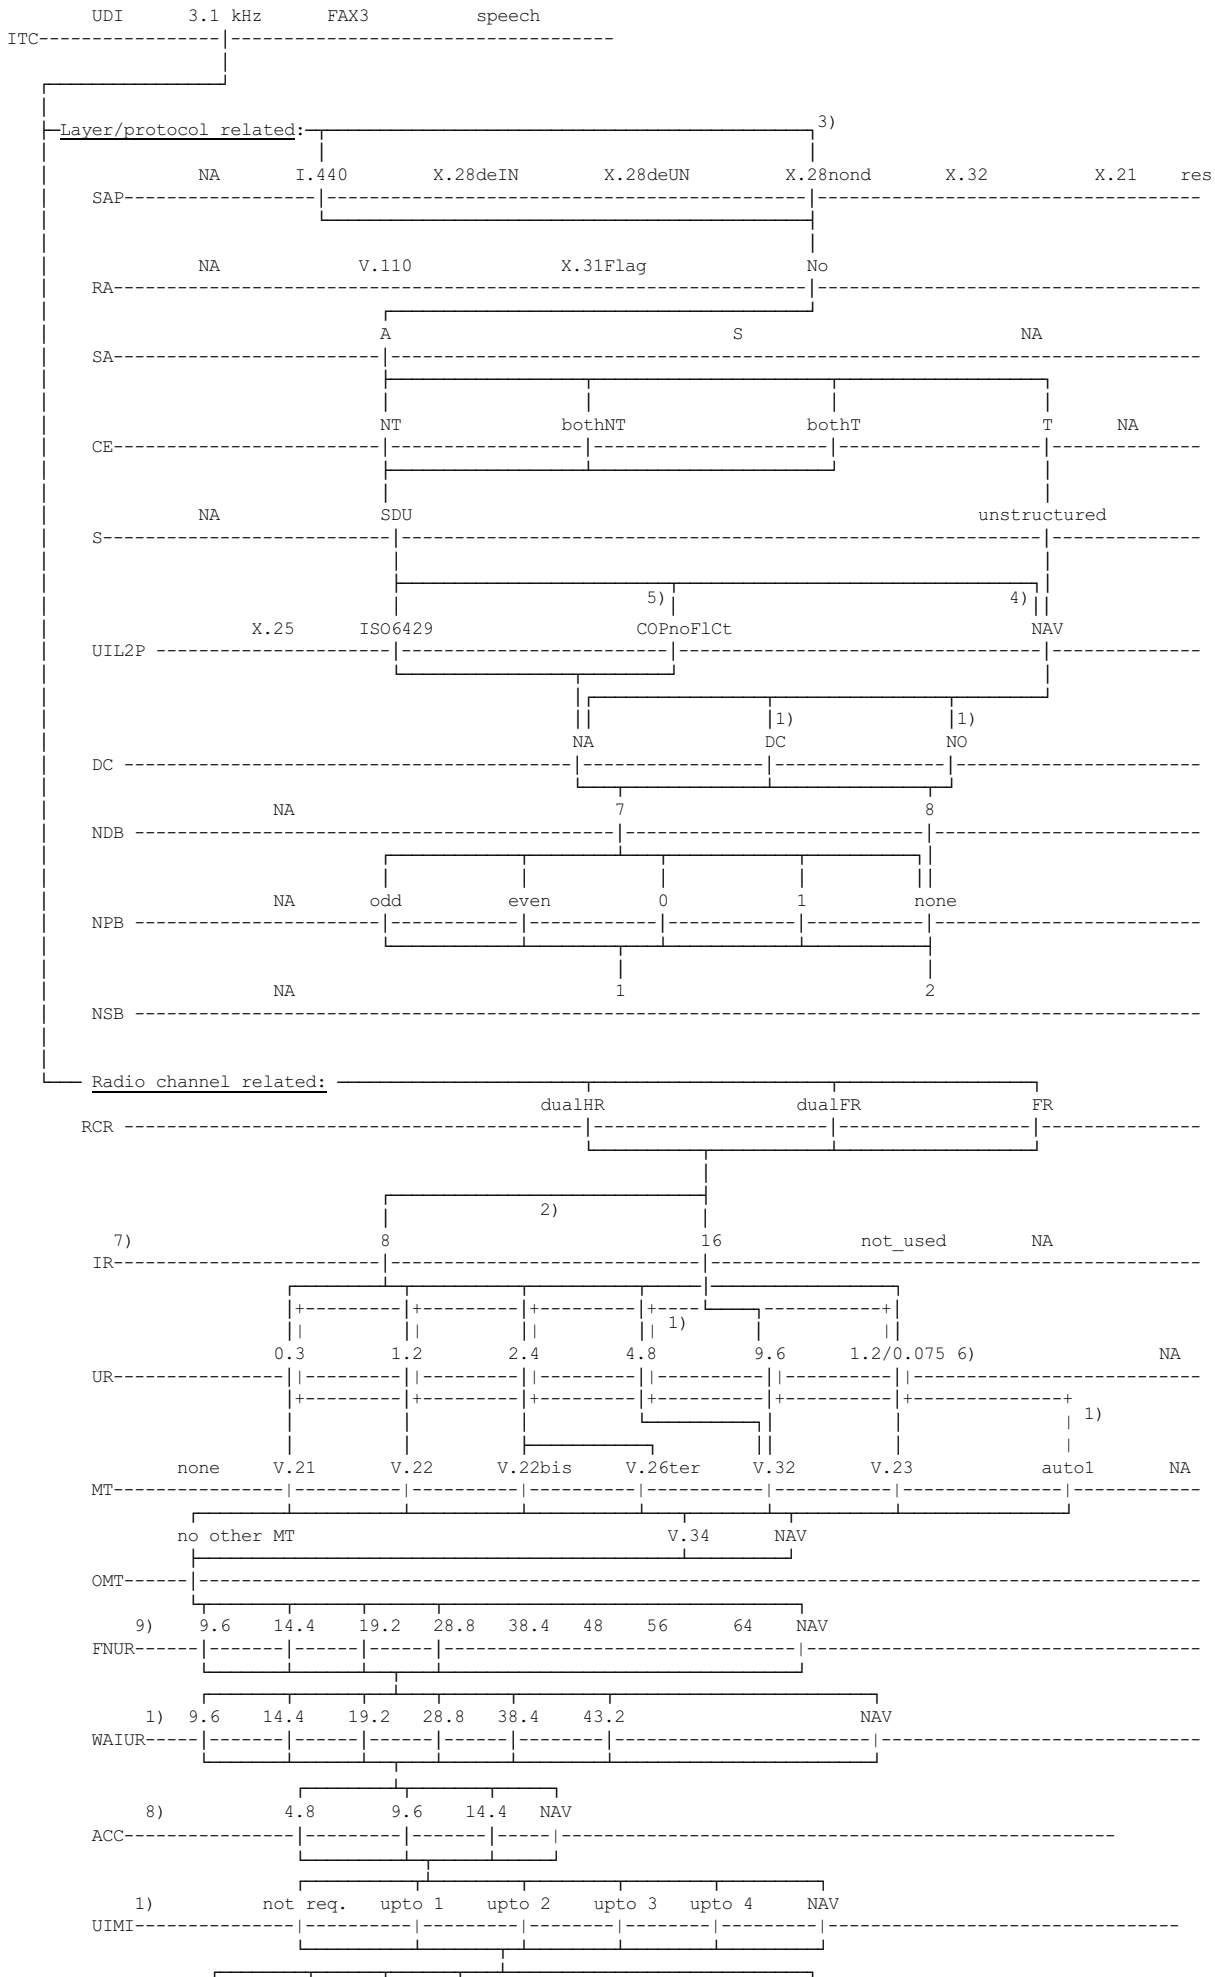 UDI 3.1 kHz FAX3 speech
ITC
Layer/protocol related: 3)
NA I.440 X.28deIN X.28deUN X.28nond X.32 X.21 res
SAP
NA V.110 X.31Flag No
RA
A S NA
SA
NT bothNT bothT T NA
CE
NA SDU unstructured
S
5) 4)
X.25 ISO6429 COPnoFlCt NAV
UIL2P
1) 1)
NA DC NO
DC
NA 7 8
NDB
NA odd even 0 1 none
NPB
NA 1 2
NSB
Radio channel related:
dualHR dualFR FR
RCR
2)
7) 8 16 not_used NA
IR
1)
0.3 1.2 2.4 4.8 9.6 1.2/0.075 6) NA
UR
1)
none V.21 V.22 V.22bis V.26ter V.32 V.23 auto1 NA
MT
no other MT V.34 NAV
OMT
9) 9.6 14.4 19.2 28.8 38.4 48 56 64 NAV
FNUR
1) 9.6 14.4 19.2 28.8 38.4 43.2 NAV
WAIUR
8) 4.8 9.6 14.4 NAV
ACC
1) not req. upto 1 upto 2 upto 3 upto 4 NAV
UIMI